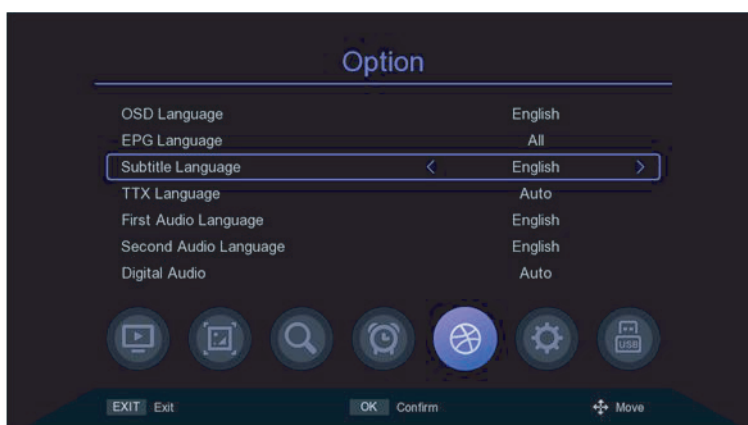 Option
OSD Language English
EPG Language All
Subtitle Language < English >
TTX Language Auto
First Audio Language English
Second Audio Language English
Digital Audio Auto
USB
EXIT Exit OK Confirm Move